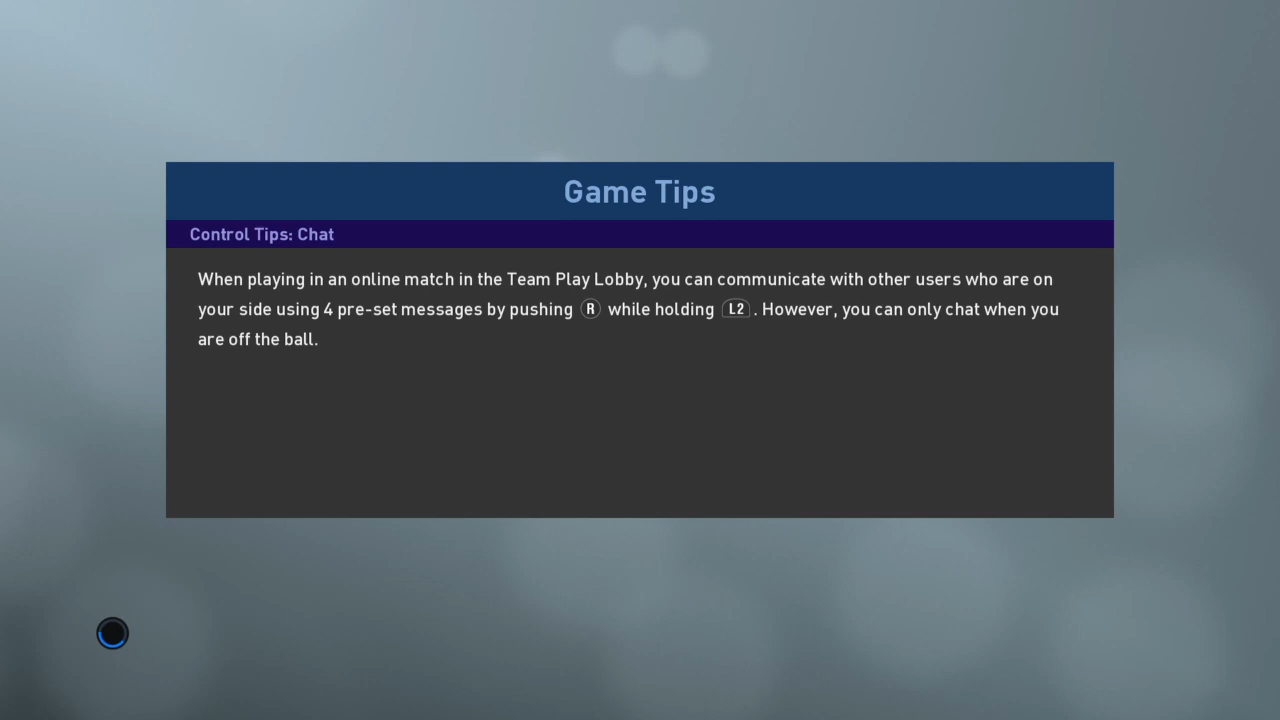 Game Tips
Control Tips: Chat
When playing in an online match in the Team Play Lobby, you can communicate with other users who are on
your side using 4 pre-set messages by pushing R while holding L2. However, you can only chat when you
are off the ball.